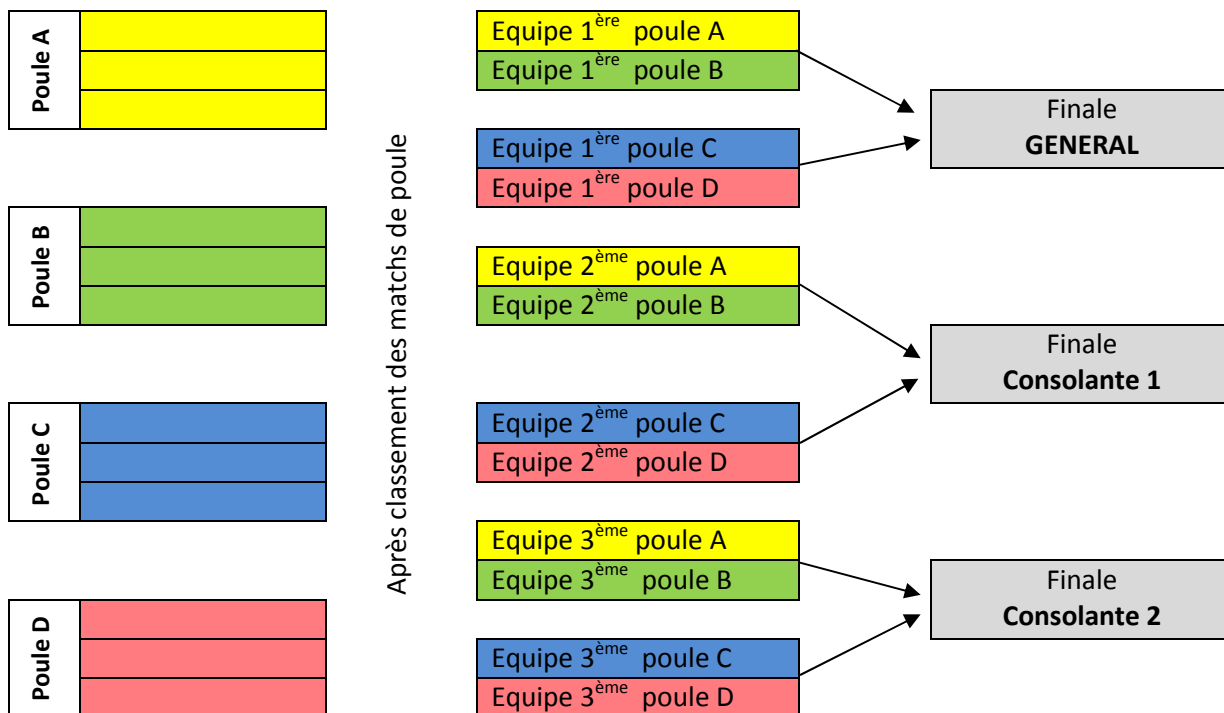 Poule A
Poule B
Poule C
Poule D
Après classement des matchs de poule
Equipe 1ère poule A
Equipe 1ère poule B
Equipe 1ère poule C
Equipe 1ère poule D
Equipe 2ème poule A
Equipe 2ème poule B
Equipe 2ème poule C
Equipe 2ème poule D
Equipe 3ème poule A
Equipe 3ème poule B
Equipe 3ème poule C
Equipe 3ème poule D
Finale
GENERAL
Finale
Consolante 1
Finale
Consolante 2